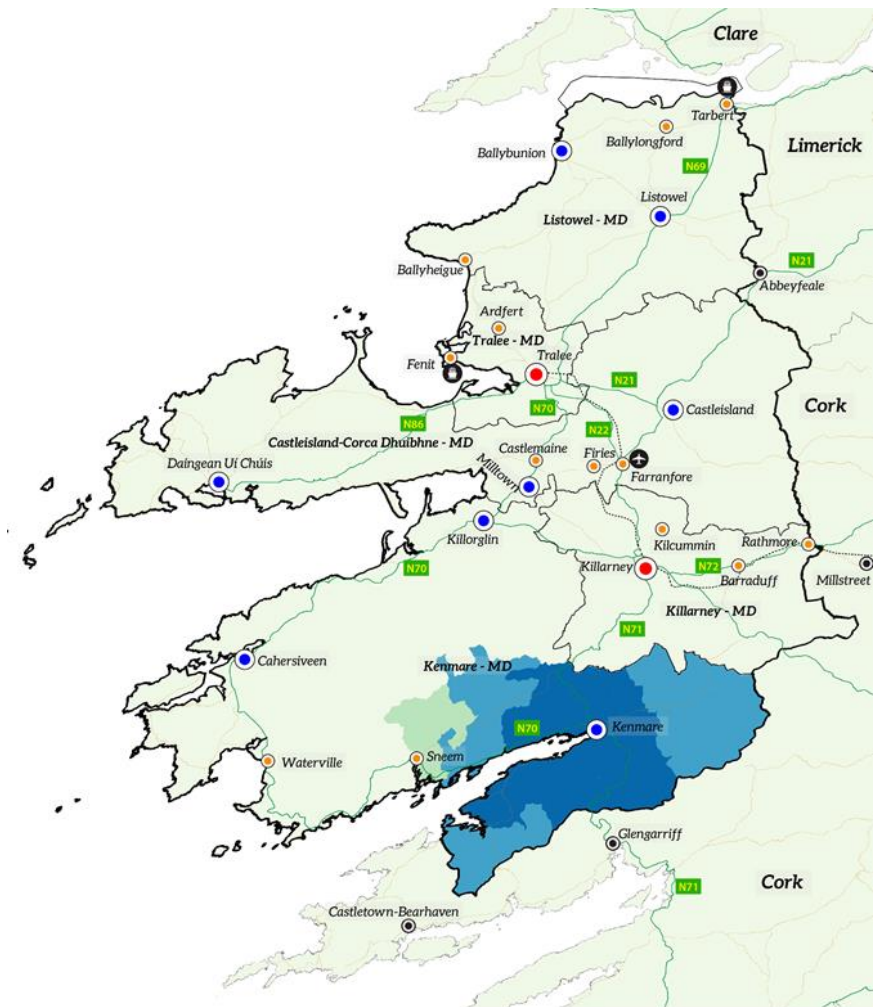 Clare
Tarbert
Ballylongford
Limerick
Ballybunion
N69
Listowel
Listowel - MD
N21
Ballyheigue
Abbeyfeale
Ardfert
Tralee - MD
Fenit
Tralee
N21
N70
Castleisland
Cork
N86
N22
Castleisland-Corca Dhuibhne - MD
Castlemaine
Firies
Daingean Uí Chúis
Milltown
Farranfore
Killorglin
Kilcummin
Rathmore
N70
Killarney
N72
Barraduff
Millstreet
Killarney - MD
N71
Cahersiveen
Kenmare - MD
N70
Kenmare
Waterville
Sneem
Glengarriff
Cork
N71
Castletown-Bearhaven